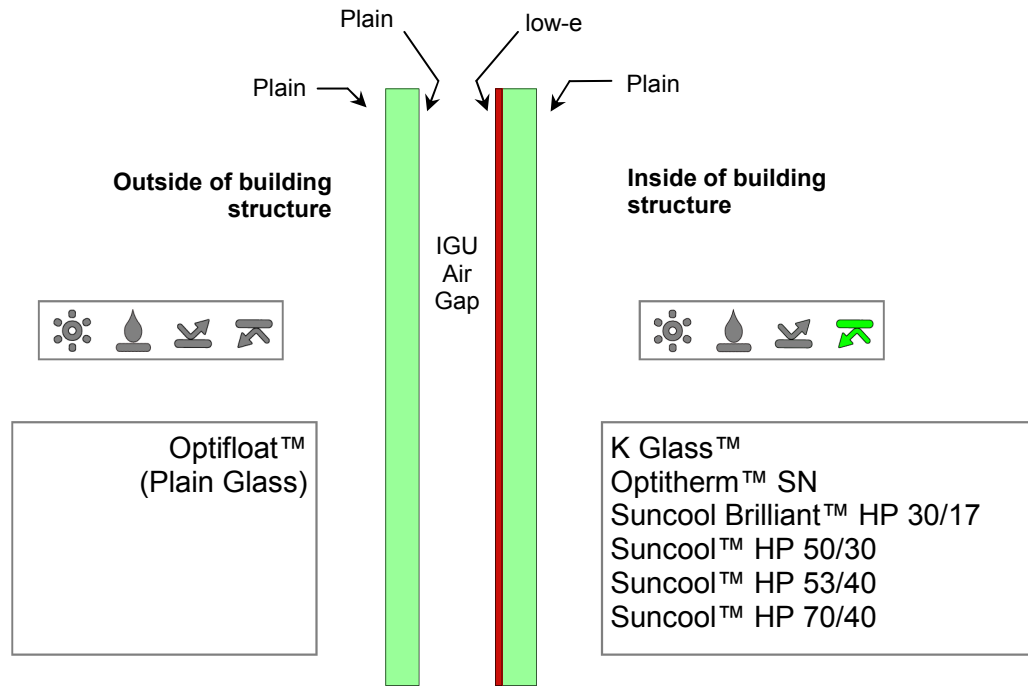 Plain
low-e
Plain
Plain
Outside of building
structure
Inside of building
structure
IGU
Air
Gap
Optifloat™
(Plain Glass)
K Glass™
Optitherm™ SN
Suncool Brilliant™ HP 30/17
Suncool™ HP 50/30
Suncool™ HP 53/40
Suncool™ HP 70/40